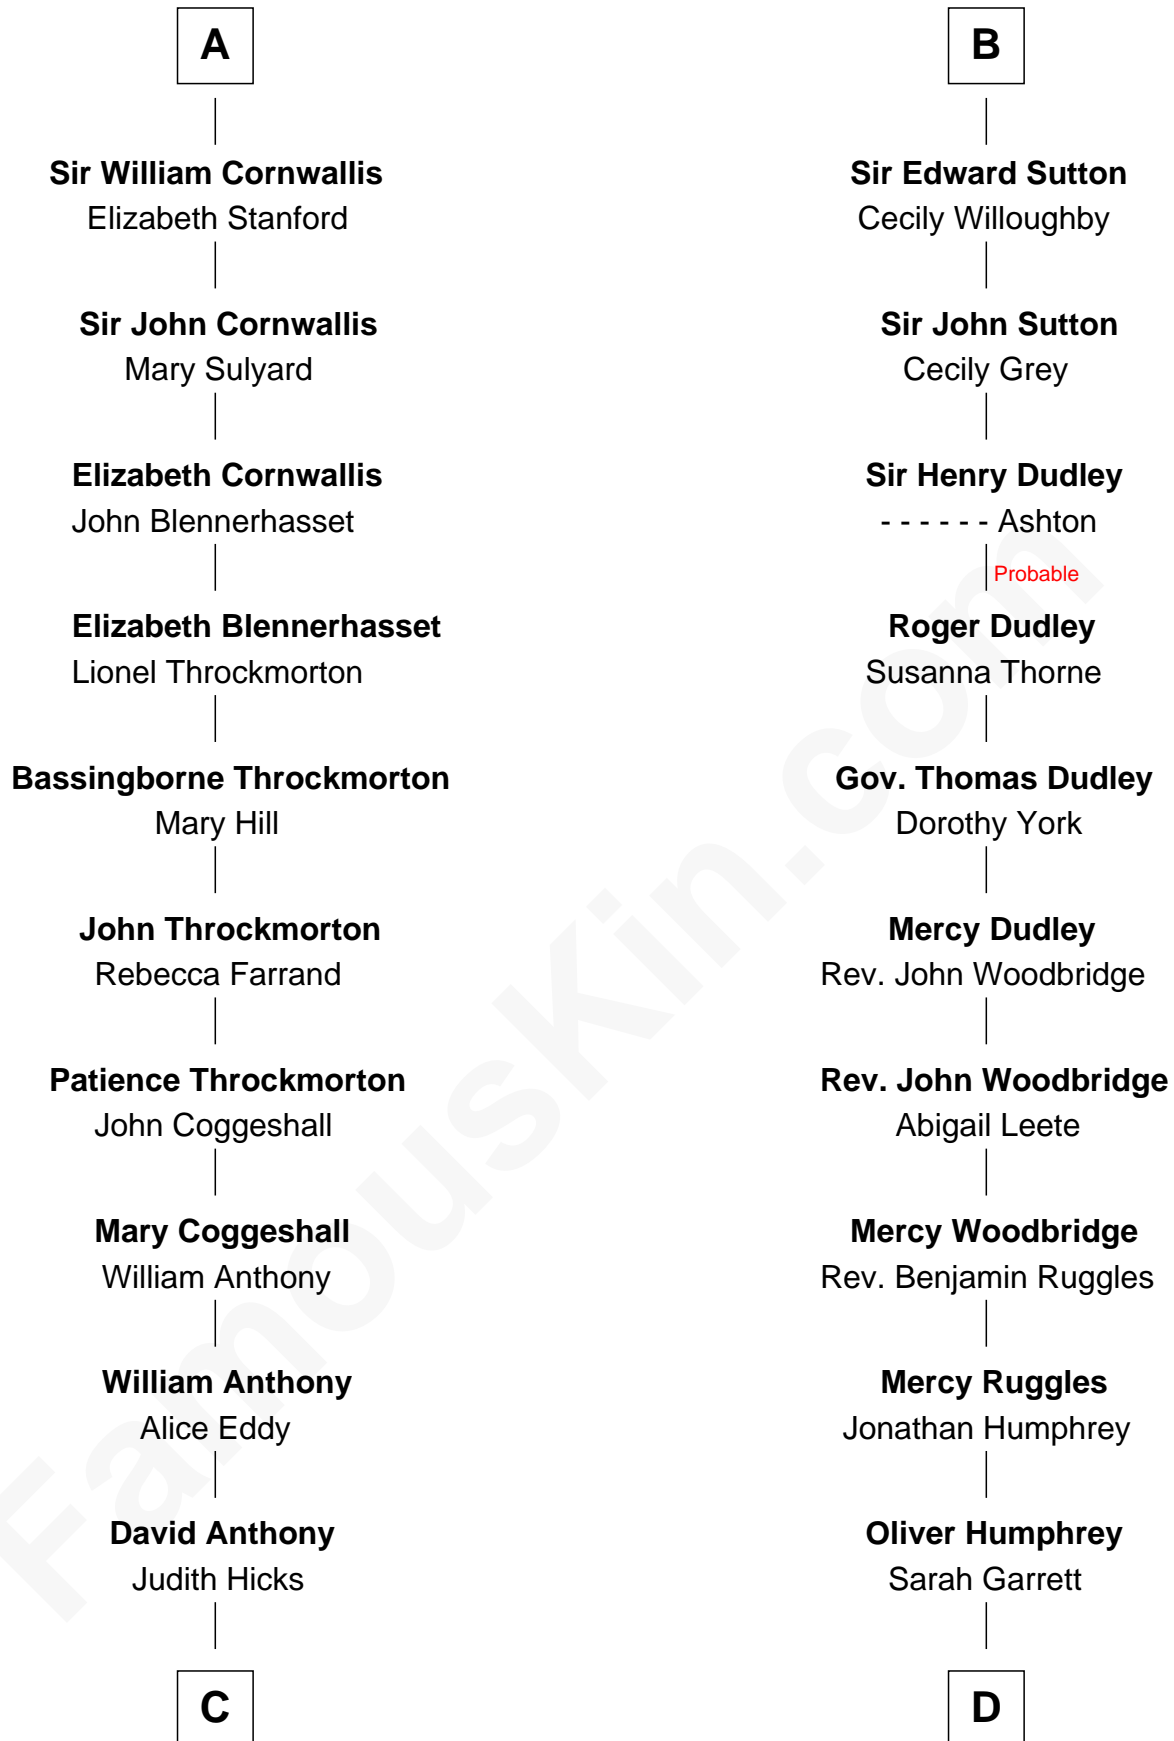 A
Sir William Cornwallis
Elizabeth Stanford
Sir John Cornwallis
Mary Sulyard
Elizabeth Cornwallis
John Blennerhasset
Elizabeth Blennerhasset
Lionel Throckmorton
Bassingborne Throckmorton
Mary Hill
John Throckmorton
Rebecca Farrand
Patience Throckmorton
John Coggeshall
Mary Coggeshall
William Anthony
William Anthony
Alice Eddy
David Anthony
Judith Hicks
C
B
Sir Edward Sutton
Cecily Willoughby
Sir John Sutton
Cecily Grey
Sir Henry Dudley
- - - - - - Ashton
Probable
Roger Dudley
Susanna Thorne
Gov. Thomas Dudley
Dorothy York
Mercy Dudley
Rev. John Woodbridge
Rev. John Woodbridge
Abigail Leete
Mercy Woodbridge
Rev. Benjamin Ruggles
Mercy Ruggles
Jonathan Humphrey
Oliver Humphrey
Sarah Garrett
D
FamousKin.com